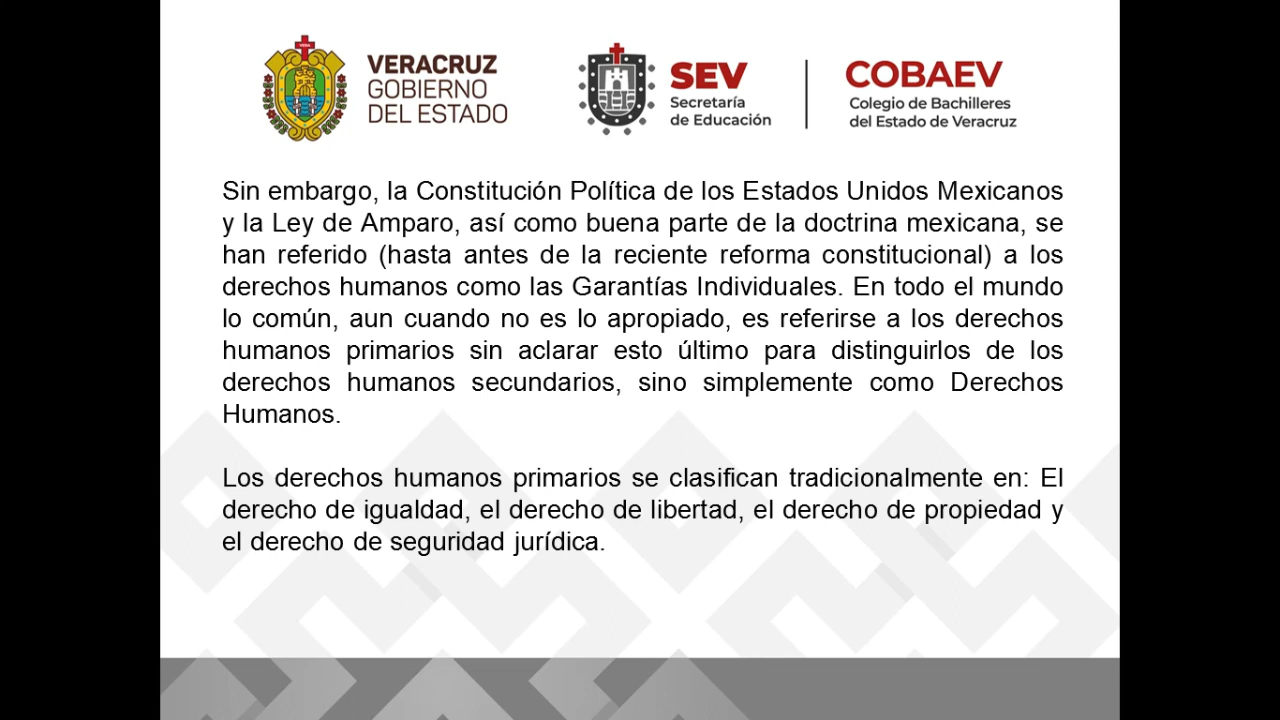 VERACRUZ
GOBIERNO
DEL ESTADO
SEV
Secretaría
de Educación
COBAEV
Colegio de Bachilleres
del Estado de Veracruz
Sin embargo, la Constitución Política de los Estados Unidos Mexicanos
y la Ley de Amparo, así como buena parte de la doctrina mexicana, se
han referido (hasta antes de la reciente reforma constitucional) a los
derechos humanos como las Garantías Individuales. En todo el mundo
lo común, aun cuando no es lo apropiado, es referirse a los derechos
humanos primarios sin aclarar esto último para distinguirlos de los
derechos humanos secundarios, sino simplemente como Derechos
Humanos.
Los derechos humanos primarios se clasifican tradicionalmente en: El
derecho de igualdad, el derecho de libertad, el derecho de propiedad y
el derecho de seguridad jurídica.